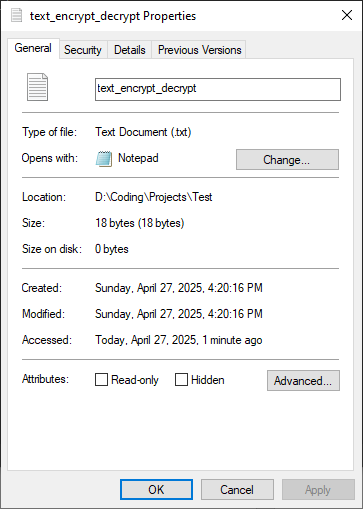 text_encrypt_decrypt Properties
General Security Details Previous Versions
text_encrypt_decrypt
Type of file: Text Document (.txt)
Opens with: Notepad Change...
Location: D:\Coding\Projects\Test
Size: 18 bytes (18 bytes)
Size on disk: 0 bytes
Created: Sunday, April 27, 2025, 4:20:16 PM
Modified: Sunday, April 27, 2025, 4:20:16 PM
Accessed: Today, April 27, 2025, 1 minute ago
Attributes: Read-only Hidden Advanced...
OK Cancel Apply